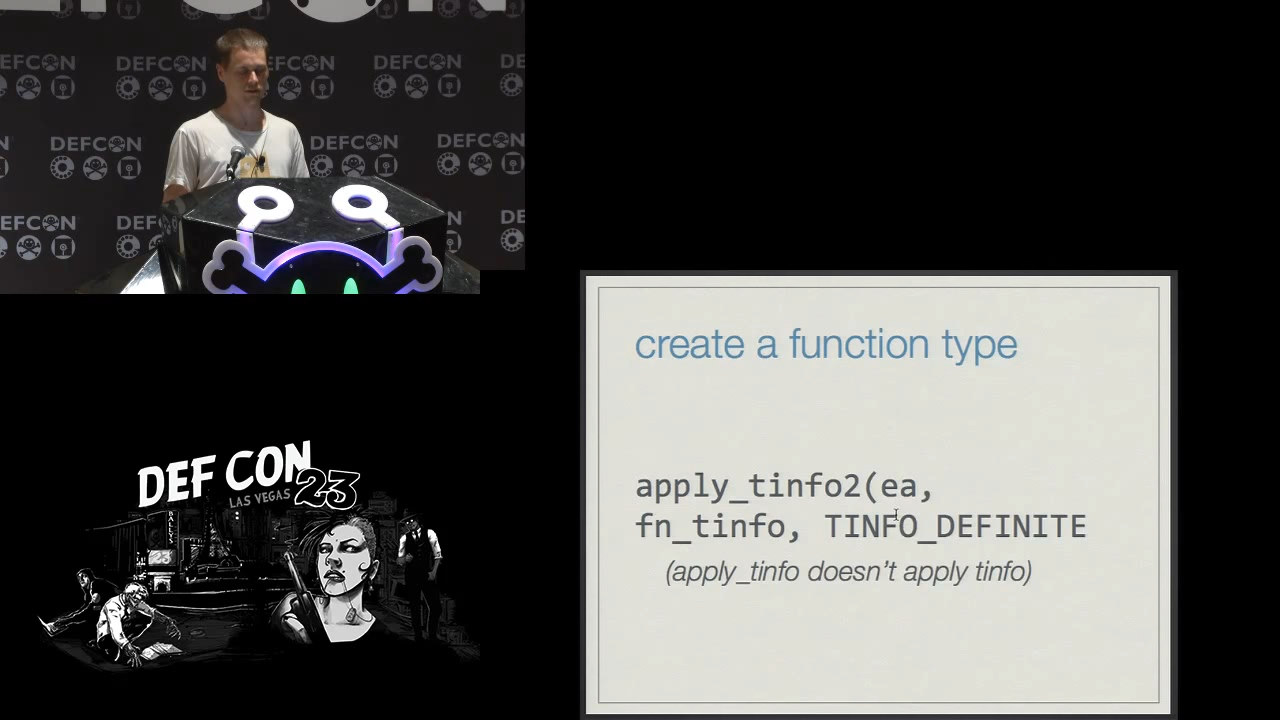 DEFCON
DEFCON
DEFCON
DEFCON
DEFCON
DEFCON
DEFCON
DEF CON
LAS VEGAS 23
BALLYS
create a function type
apply_tinfo2(ea,
fn_tinfo, TINFO_DEFINITE
(apply_tinfo doesn't apply tinfo)